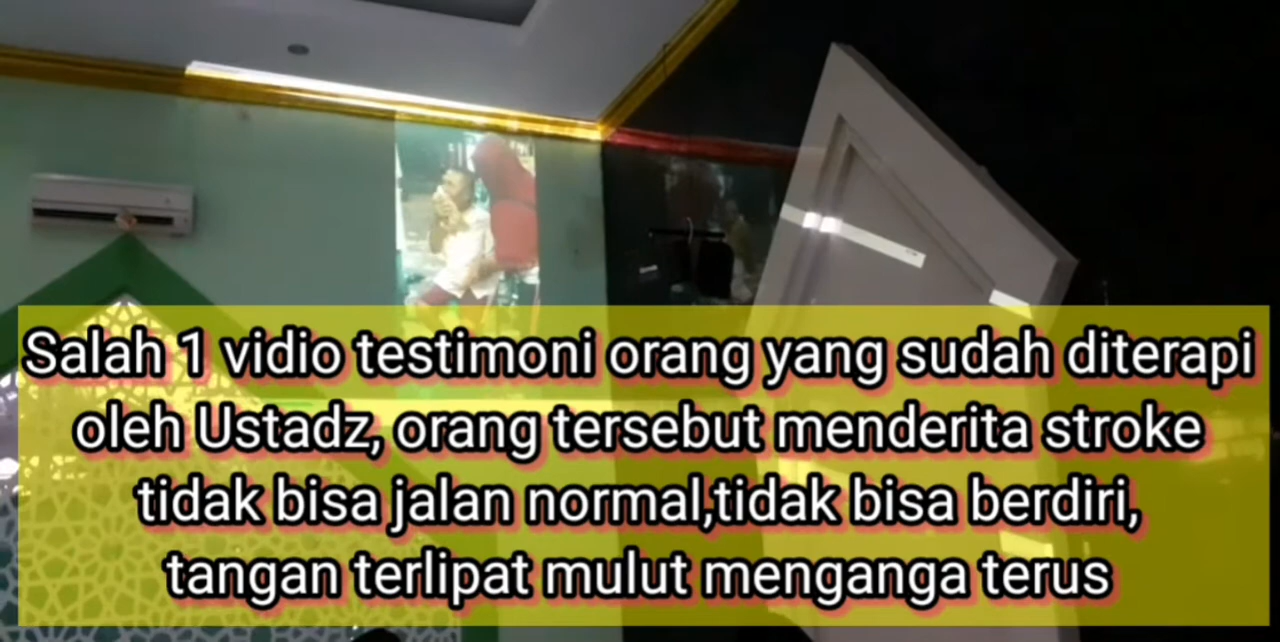 Salah 1 vidio testimoni orang yang sudah diterapi
oleh Ustadz, orang tersebut menderita stroke
tidak bisa jalan normal,tidak bisa berdiri,
tangan terlipat mulut menganga terus